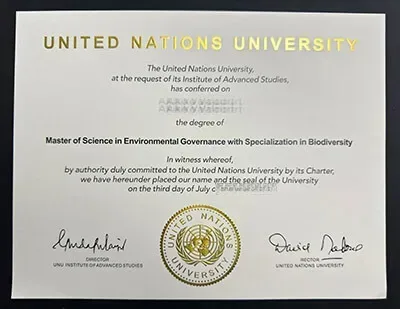 UNITED NATIONS UNIVERSITY
The United Nations University,
at the request of its Institute of Advanced Studies,
has conferred on
the degree of
Master of Science in Environmental Governance with Specialization in Biodiversity
In witness whereof,
by authority duly committed to the United Nations University by its Charter,
we have hereunder placed our name and the seal of the University
on the third day of July
UNITED NATIONS
UNIVERSITY
DIRECTOR
UNU INSTITUTE OF ADVANCED STUDIES
David
RECTOR
UNITED NATIONS UNIVERSITY